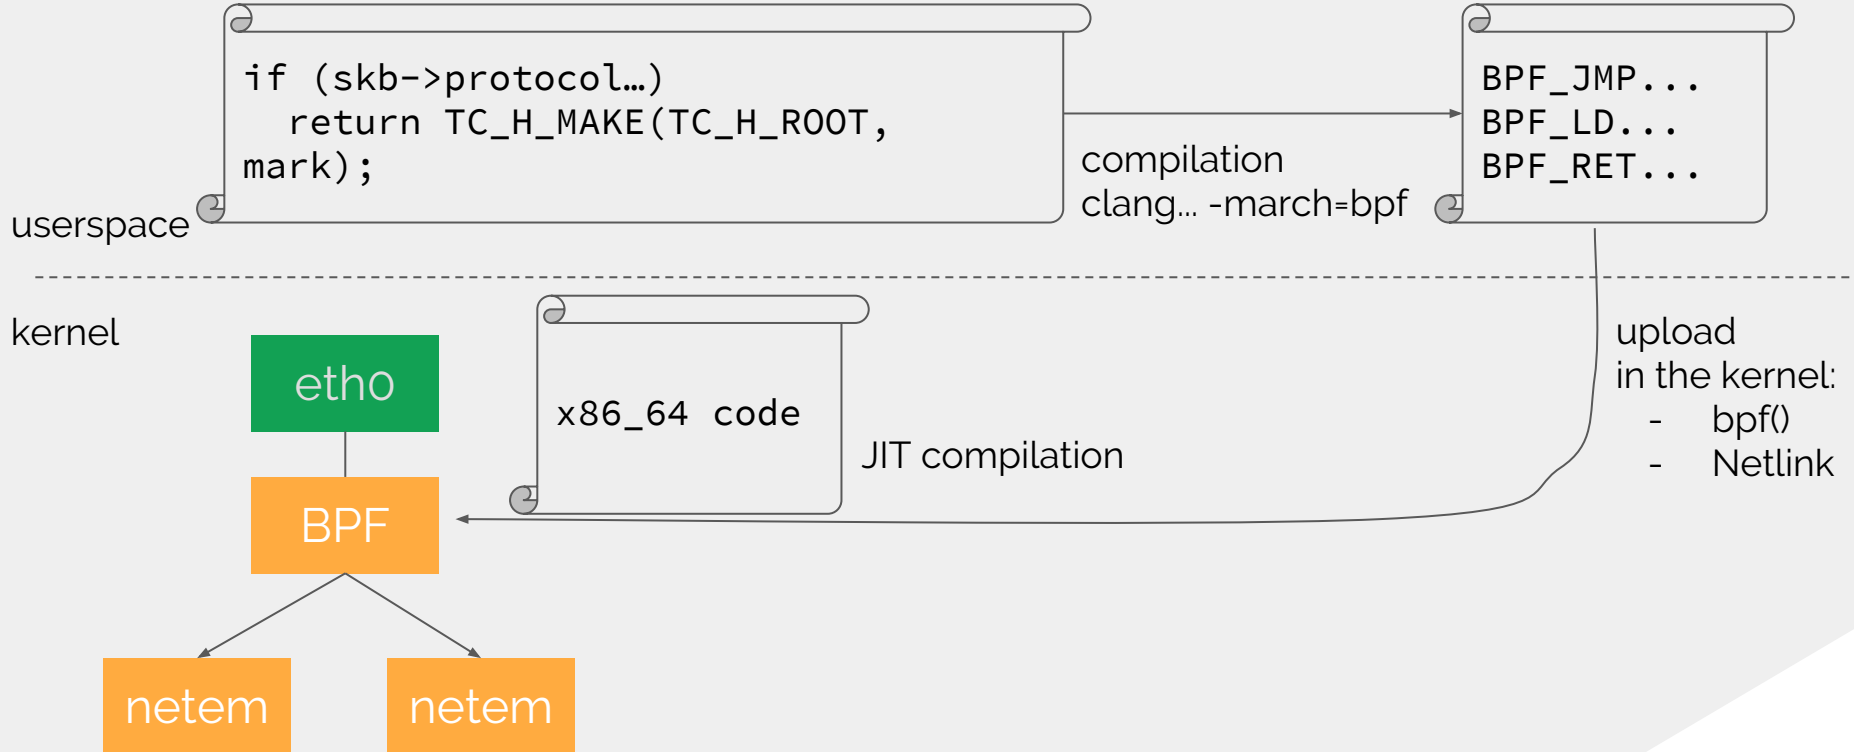 if (skb->protocol…)
  return TC_H_MAKE(TC_H_ROOT,
mark);
compilation
clang... -march=bpf
BPF_JMP...
BPF_LD...
BPF_RET...
userspace
kernel
eth0
BPF
netem
netem
x86_64 code
JIT compilation
upload
in the kernel:
- bpf()
- Netlink